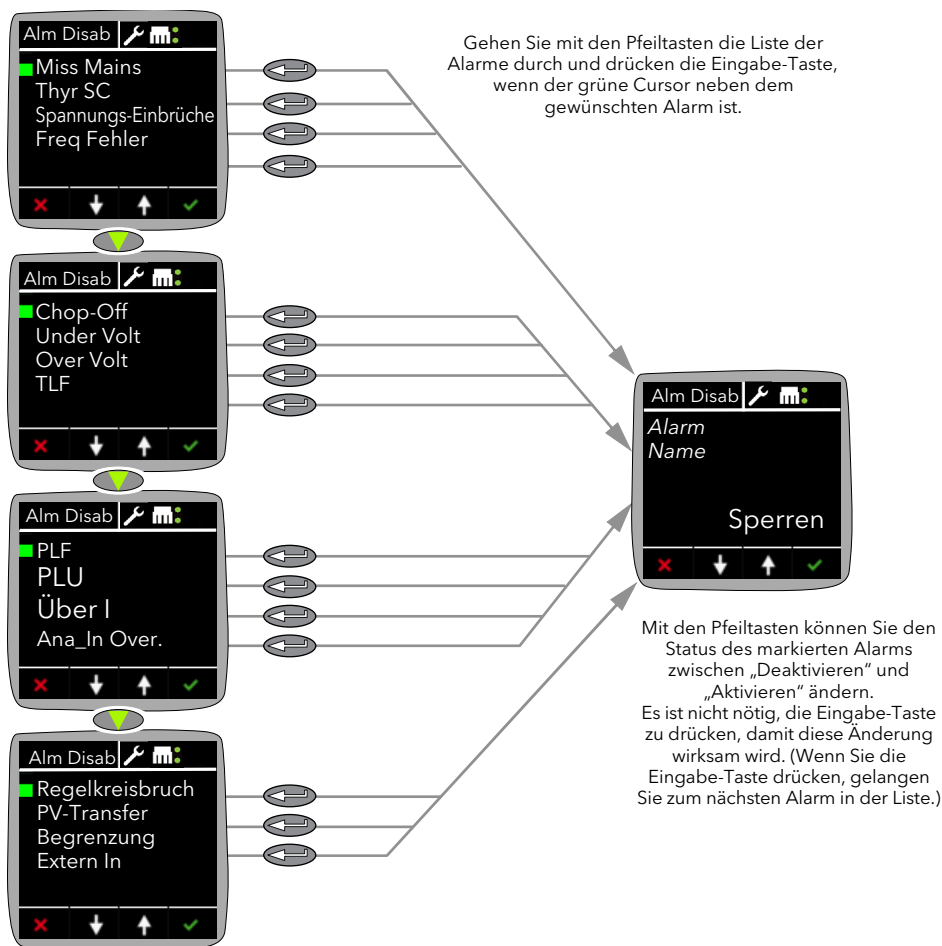 Alm Disab
Miss Mains
Thyr SC
Spannungs-Einbrüche
Freq Fehler
Gehen Sie mit den Pfeiltasten die Liste der
Alarme durch und drücken die Eingabe-Taste,
wenn der grüne Cursor neben dem
gewünschten Alarm ist.
Alm Disab
Chop-Off
Under Volt
Over Volt
TLF
Alm Disab
PLF
PLU
Über I
Ana_In Over.
Alm Disab
Regelkreisbruch
PV-Transfer
Begrenzung
Extern In
Alm Disab
Alarm
Name
Sperren
Mit den Pfeiltasten können Sie den
Status des markierten Alarms
zwischen „Deaktivieren“ und
„Aktivieren“ ändern.
Es ist nicht nötig, die Eingabe-Taste
zu drücken, damit diese Änderung
wirksam wird. (Wenn Sie die
Eingabe-Taste drücken, gelangen
Sie zum nächsten Alarm in der Liste.)